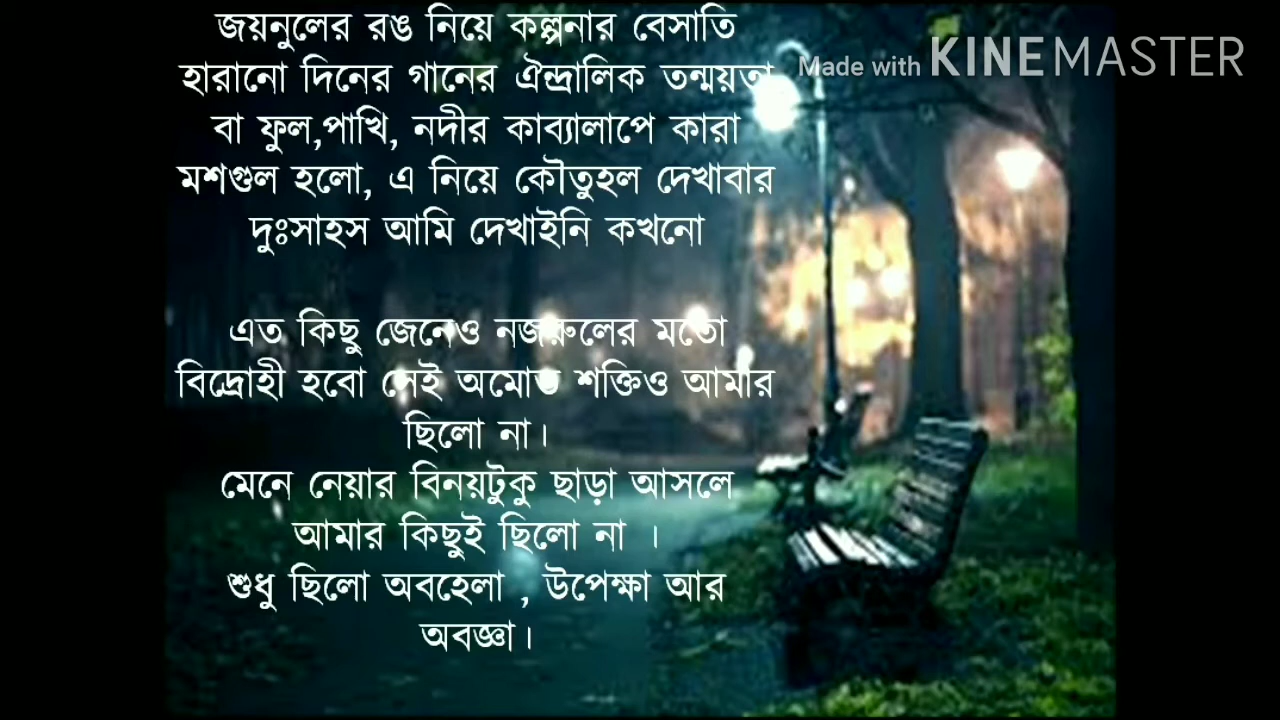 জয়নুলের রঙ নিয়ে কল্পনার বেসাতি
Made with KINEMASTER
হারানো দিনের গানের ঐন্দ্রালিক তন্ময়তা
বা ফুল,পাখি, নদীর কাব্যালাপে কারা
মশগুল হলো, এ নিয়ে কৌতুহল দেখাবার
দুঃসাহস আমি দেখাইনি কখনো
এত কিছু জেনেও নজরুলের মতো
বিদ্রোহী হবো সেই অমোঘ শক্তিও আমার
ছিলো না।
মেনে নেয়ার বিনয়টুকু ছাড়া আসলে
আমার কিছুই ছিলো না ।
শুধু ছিলো অবহেলা , উপেক্ষা আর
অবজ্ঞা।